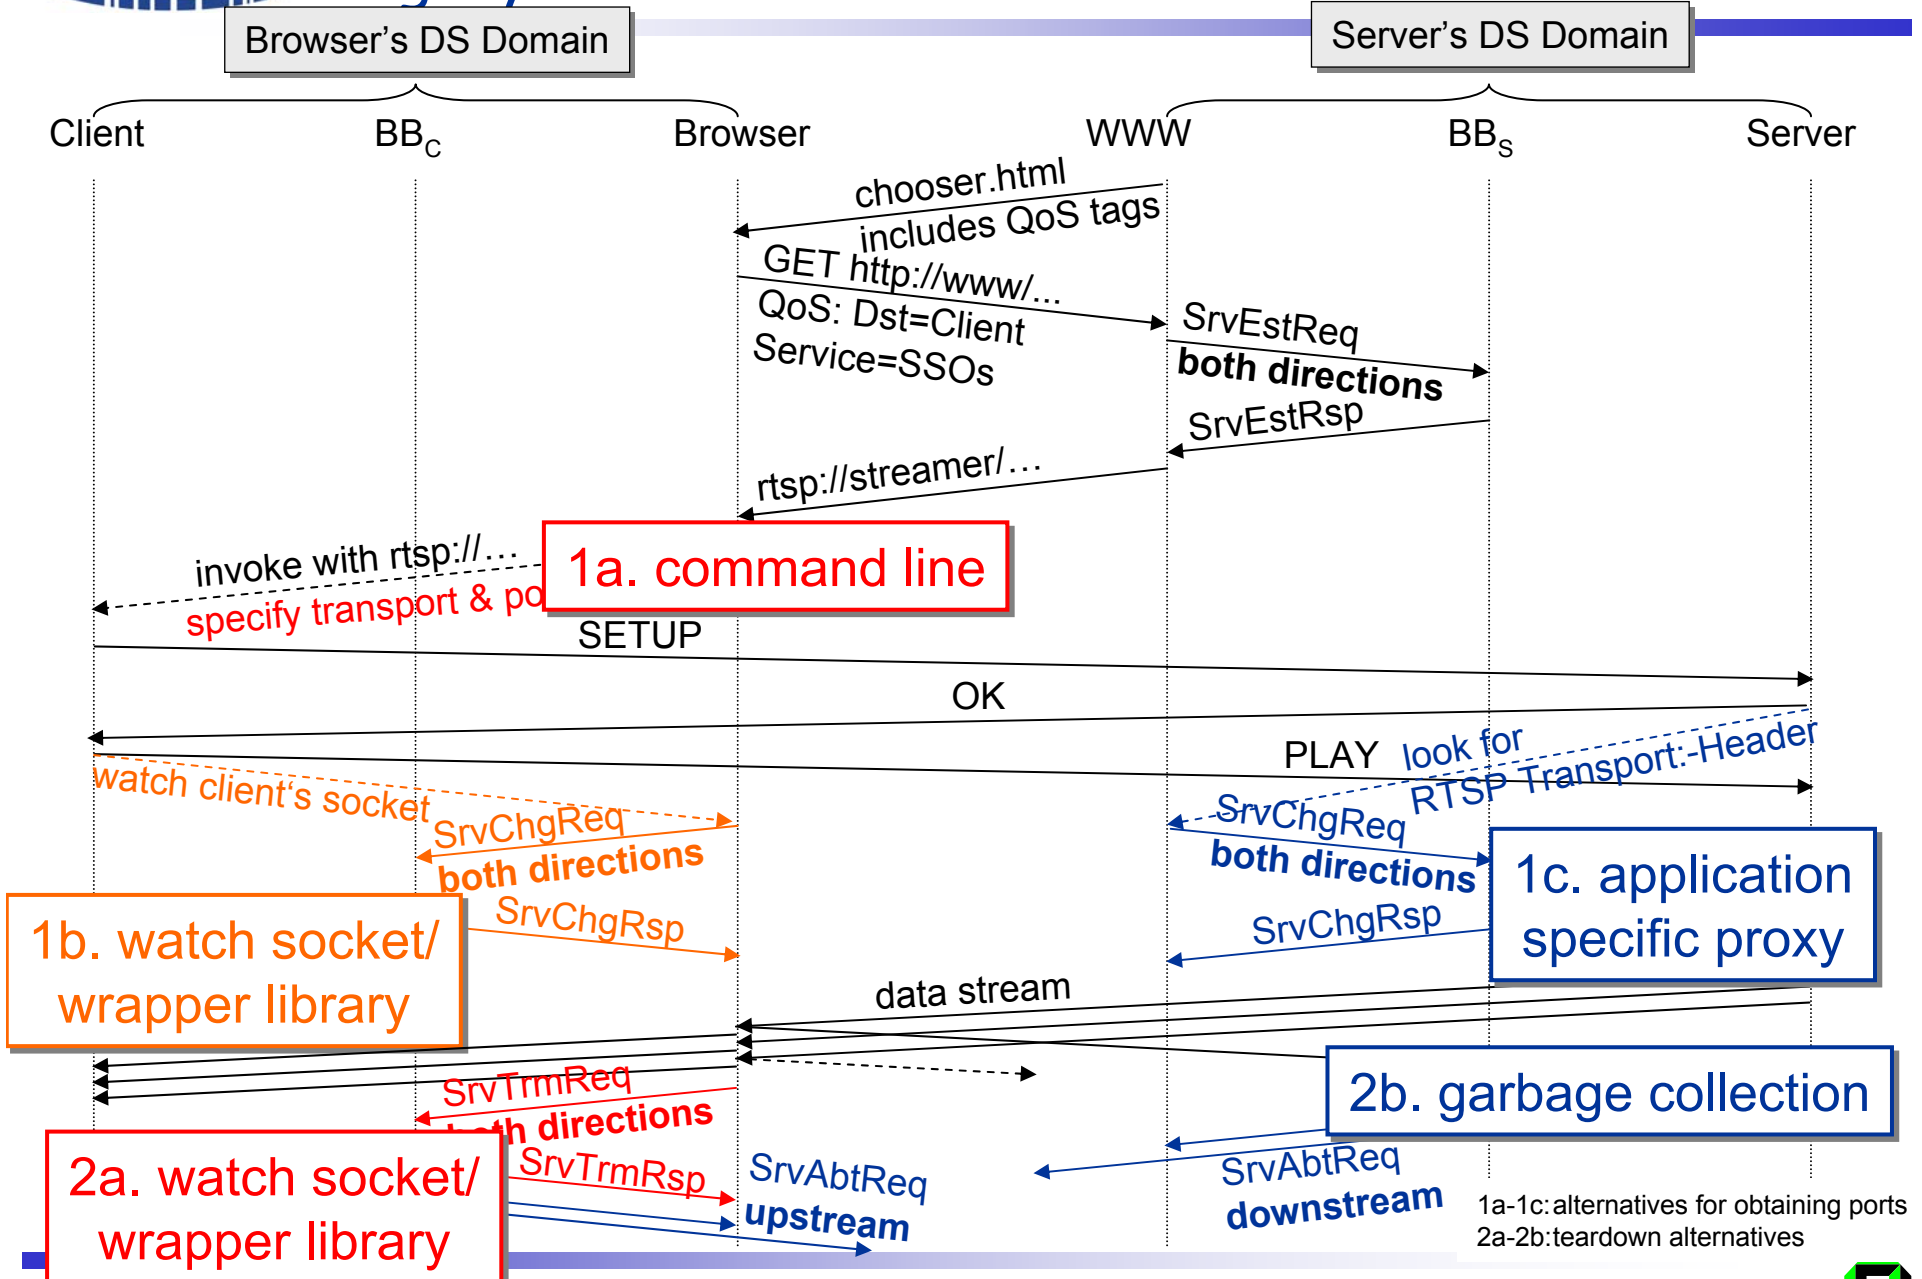 Browser's DS Domain
Server's DS Domain
Client
BBC
Browser
WWW
BBS
Server
chooser.html
includes QoS tags
GET http://www/...
QoS: Dst=Client
Service=SSOs
SrvEstReq
both directions
SrvEstRsp
rtsp://streamer/…
invoke with rtsp://…
specify transport & po
1a. command line
SETUP
OK
PLAY
look for
RTSP Transport:-Header
watch client‘s socket
SrvChgReq
both directions
SrvChgRsp
SrvChgReq
both directions
SrvChgRsp
1b. watch socket/
wrapper library
1c. application
specific proxy
data stream
SrvTrmReq
both directions
SrvTrmRsp
2a. watch socket/
wrapper library
2b. garbage collection
SrvAbtReq
upstream
SrvAbtReq
downstream
1a-1c: alternatives for obtaining ports
2a-2b: teardown alternatives